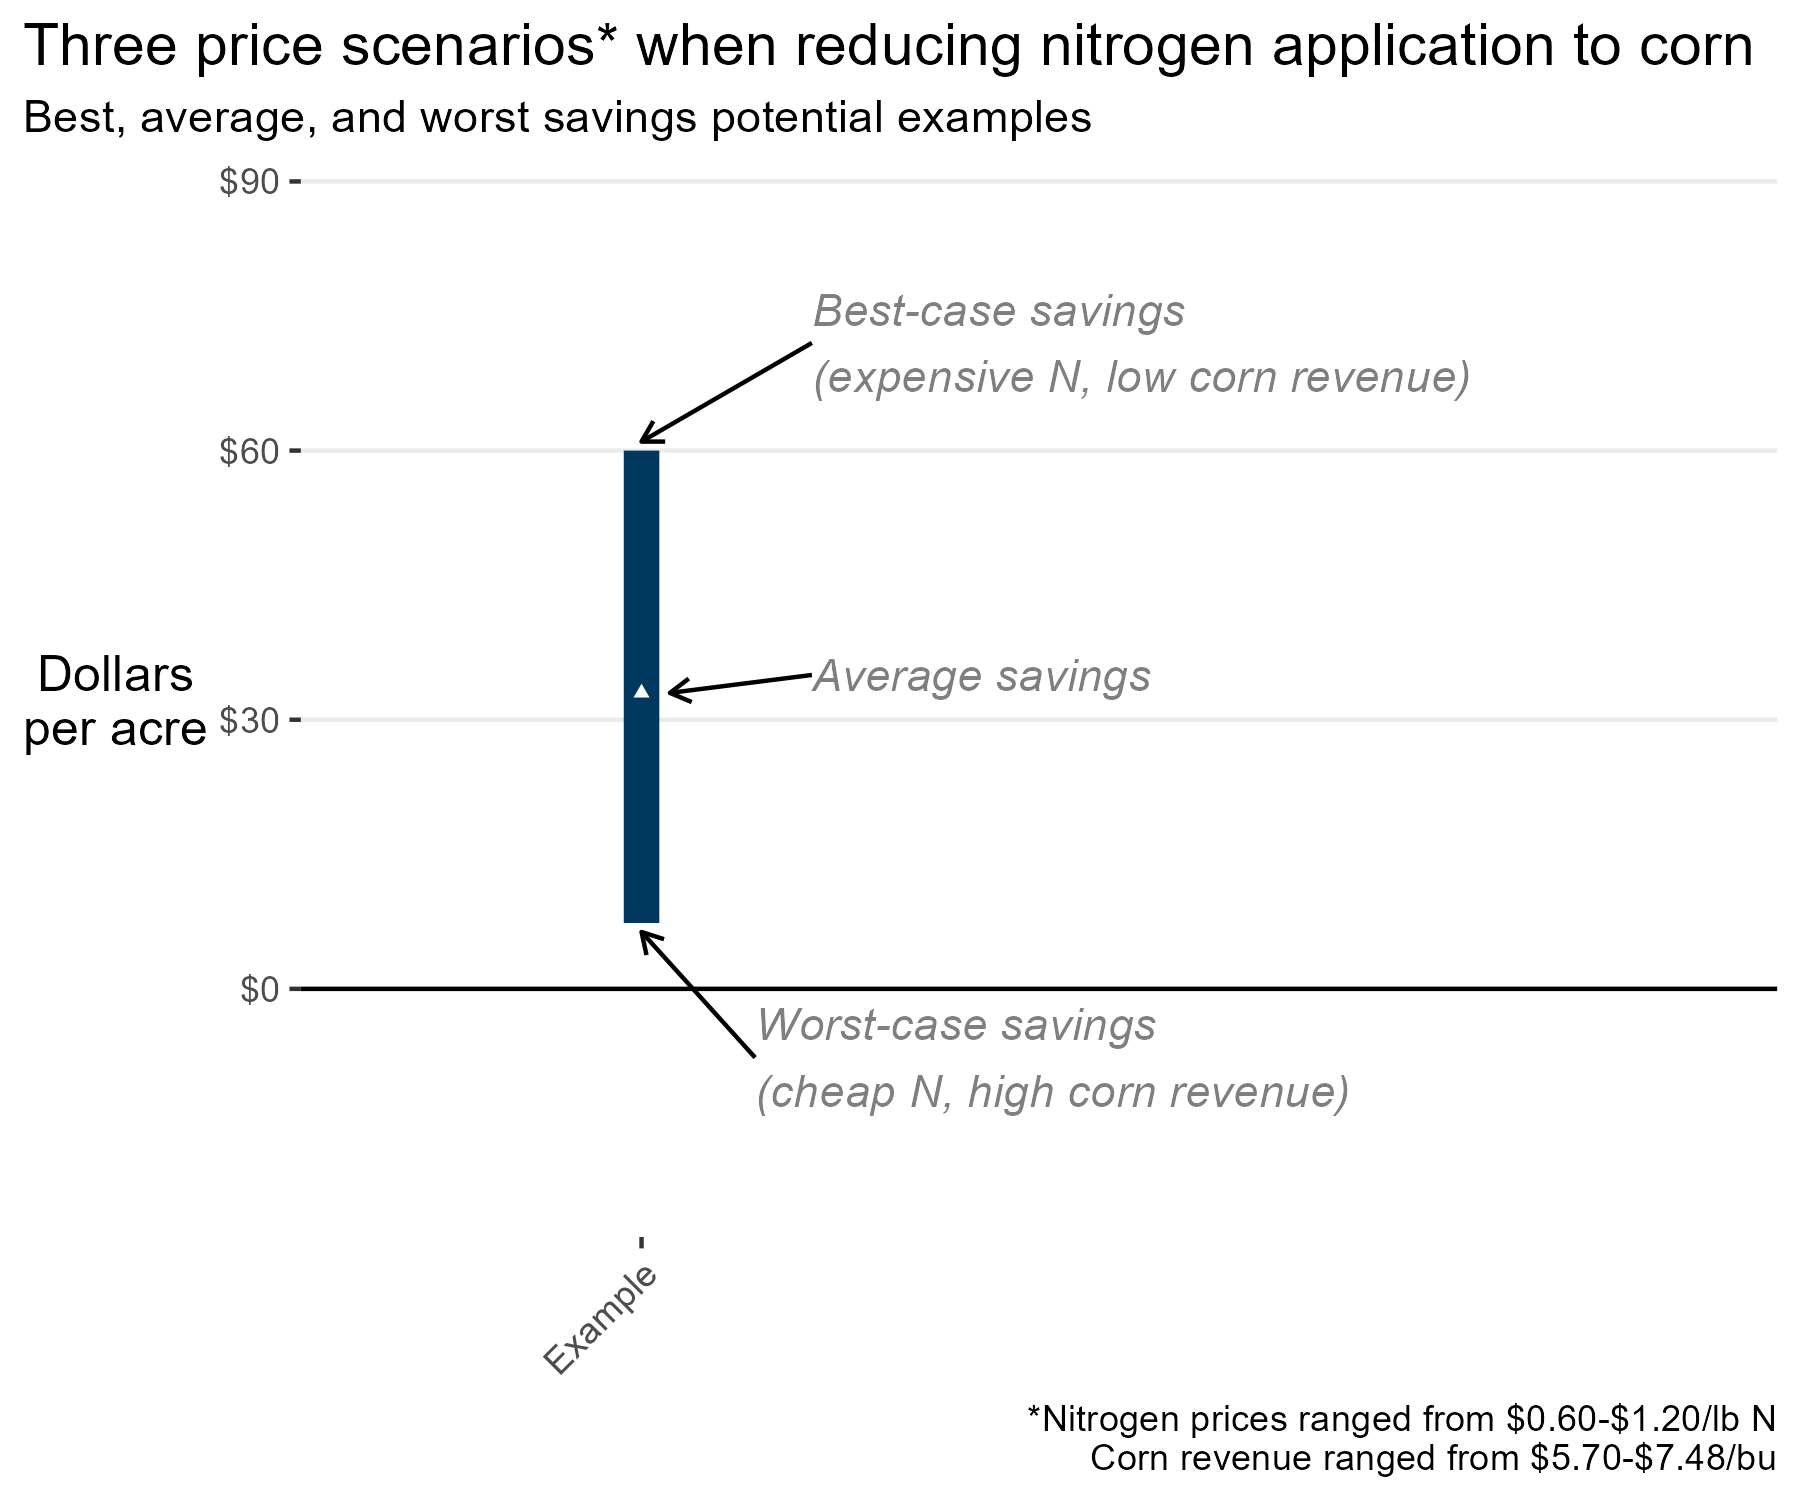 Three price scenarios* when reducing nitrogen application to corn
Best, average, and worst savings potential examples
$90
Best-case savings
(expensive N, low corn revenue)
$60
Dollars
per acre
Average savings
$30
$0
Worst-case savings
(cheap N, high corn revenue)
Example
*Nitrogen prices ranged from $0.60-$1.20/lb N
Corn revenue ranged from $5.70-$7.48/bu